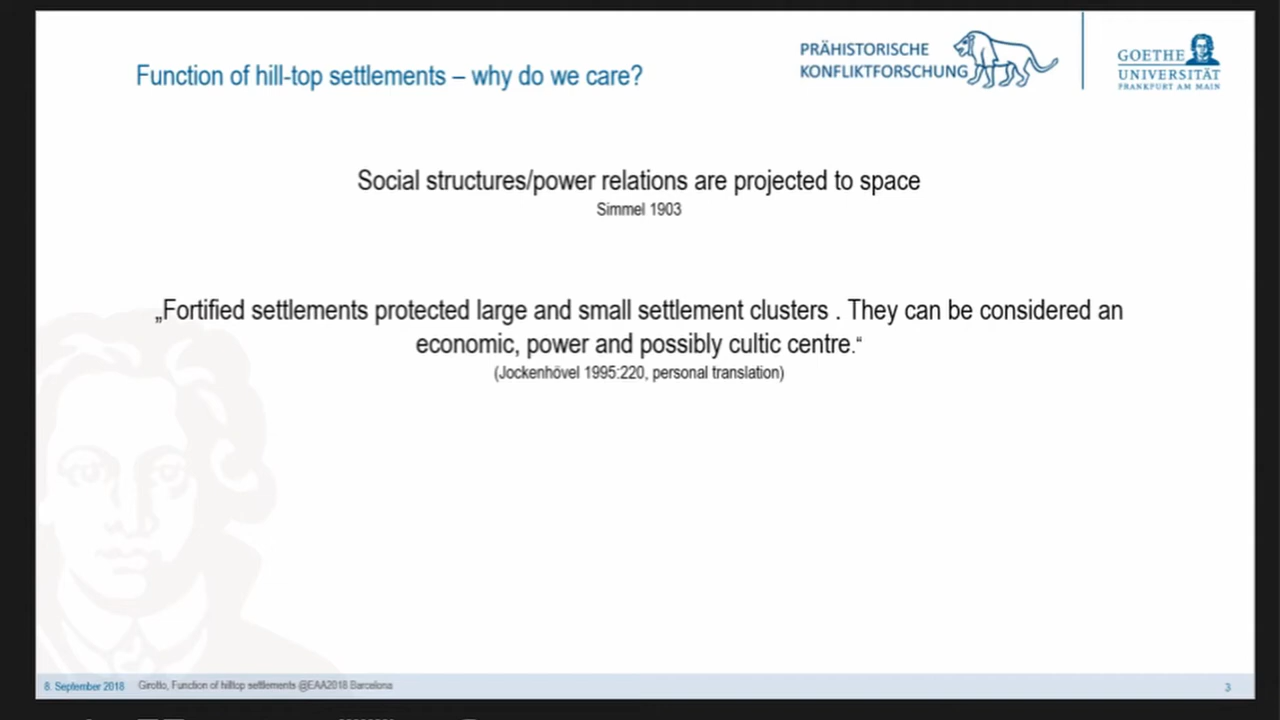 Function of hill-top settlements – why do we care?
PRÄHISTORISCHE
KONFLIKTFORSCHUNG
GOETHE
UNIVERSITÄT
FRANKFURT AM MAIN
Social structures/power relations are projected to space
Simmel 1903
„Fortified settlements protected large and small settlement clusters . They can be considered an
economic, power and possibly cultic centre.“
(Jockenhövel 1995:220, personal translation)
8. September 2018
Girotto, Function of hilltop settlements @EAA2018 Barcelona
3